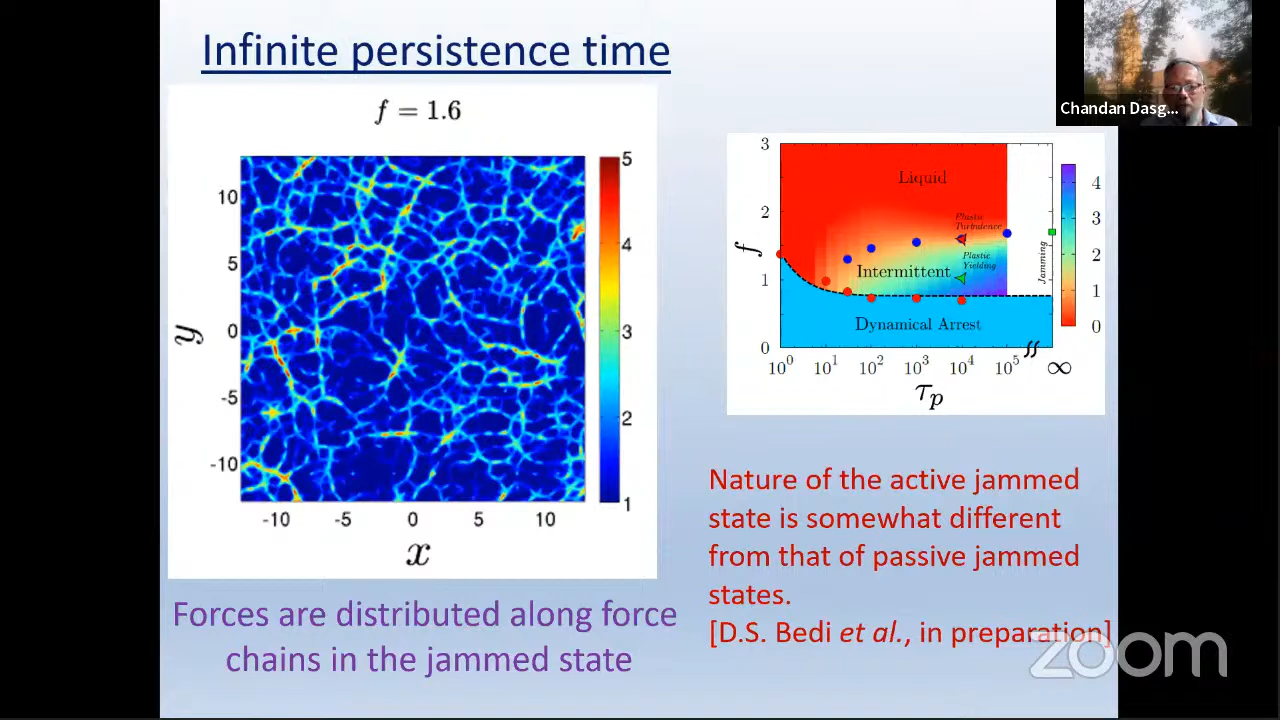 Infinite persistence time
Chandan Dasg...
f = 1.6
10
5
0
-5
-10
y
-10
-5
0
5
10
x
5
4
3
2
1
Forces are distributed along force
chains in the jammed state
3
2
1
0
f
Liquid
Plastic
Turbulence
Plastic
Yielding
Intermittent
Dynamical Arrest
Jamming
10⁰
10¹
10²
10³
10⁴
10⁵
∞
τp
4
3
2
1
0
Nature of the active jammed
state is somewhat different
from that of passive jammed
states.
[D.S. Bedi et al., in preparation]
zoom